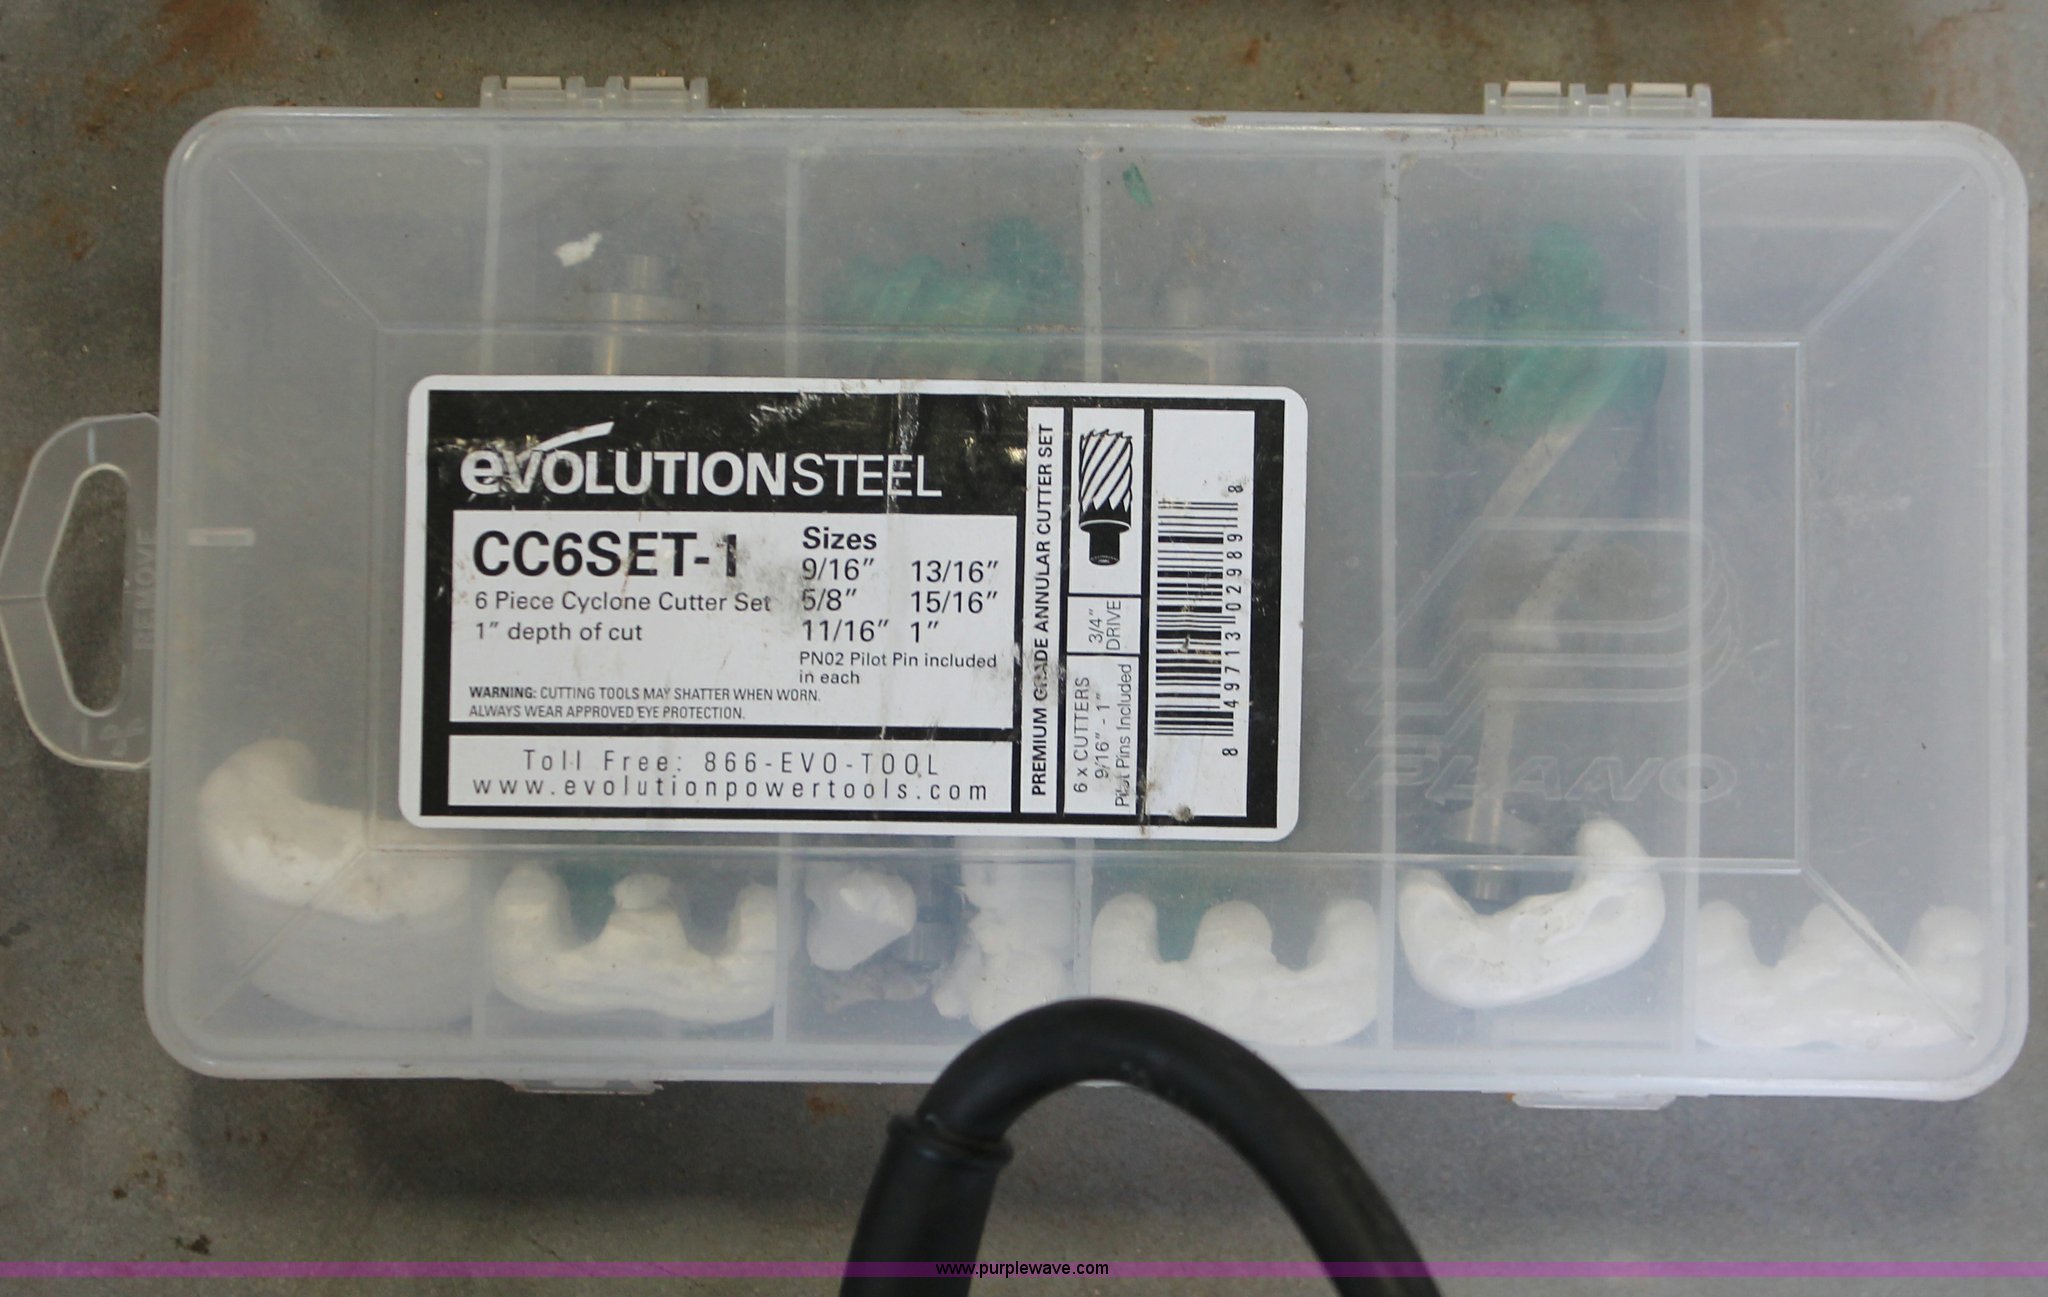 evOLUTIONSTEEL
CC6SET-1
6 Piece Cyclone Cutter Set
1" depth of cut
Sizes
9/16" 13/16"
5/8" 15/16"
11/16" 1"
PN02 Pilot Pin included
in each
WARNING: CUTTING TOOLS MAY SHATTER WHEN WORN.
ALWAYS WEAR APPROVED EYE PROTECTION.
Toll Free: 866-EVO-TOOL
www.evolutionpowertools.com
PREMIUM GRADE ANNULAR CUTTER SET
3/4"
DRIVE
6 x CUTTERS
9/16" - 1"
Pilot Pins Included
8 49713 02989 8
PLANO
REMOVE
www.purplewave.com